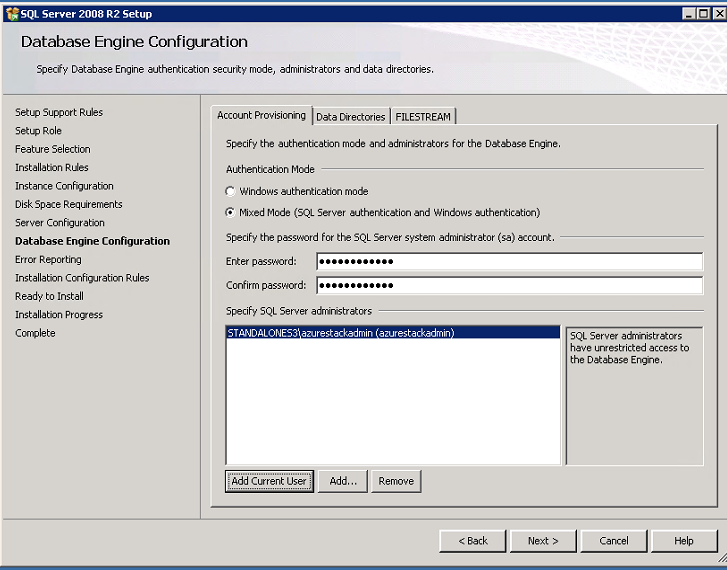 SQL Server 2008 R2 Setup
Database Engine Configuration
Specify Database Engine authentication security mode, administrators and data directories.
Setup Support Rules
Setup Role
Feature Selection
Installation Rules
Instance Configuration
Disk Space Requirements
Server Configuration
Database Engine Configuration
Error Reporting
Installation Configuration Rules
Ready to Install
Installation Progress
Complete
Account Provisioning Data Directories FILESTREAM
Specify the authentication mode and administrators for the Database Engine.
Authentication Mode
Windows authentication mode
Mixed Mode (SQL Server authentication and Windows authentication)
Specify the password for the SQL Server system administrator (sa) account.
Enter password: ●●●●●●●●●●●●
Confirm password: ●●●●●●●●●●●●
Specify SQL Server administrators
STANDALONES3\azurestackadmin (azurestackadmin)
SQL Server administrators
have unrestricted access to
the Database Engine.
Add Current User Add... Remove
< Back Next > Cancel Help